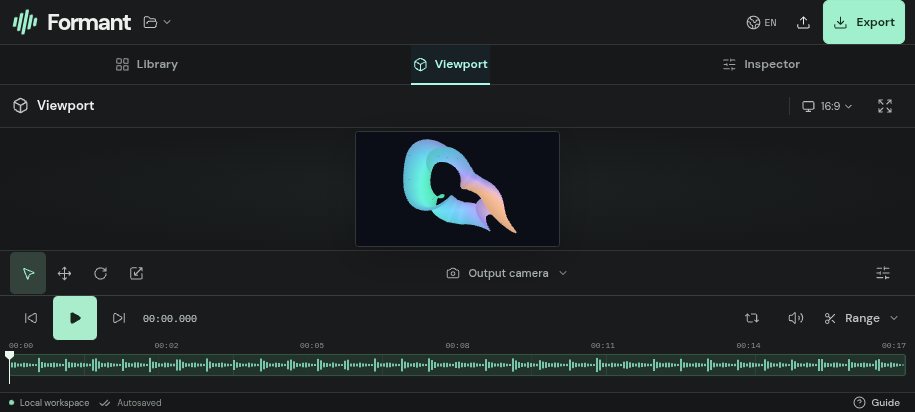 Formant
EN
Export
Library
Viewport
Inspector
Viewport
16:9
Output camera
00:00.000
Range
00:00 00:02 00:05 00:08 00:11 00:14 00:17
Local workspace
Autosaved
Guide